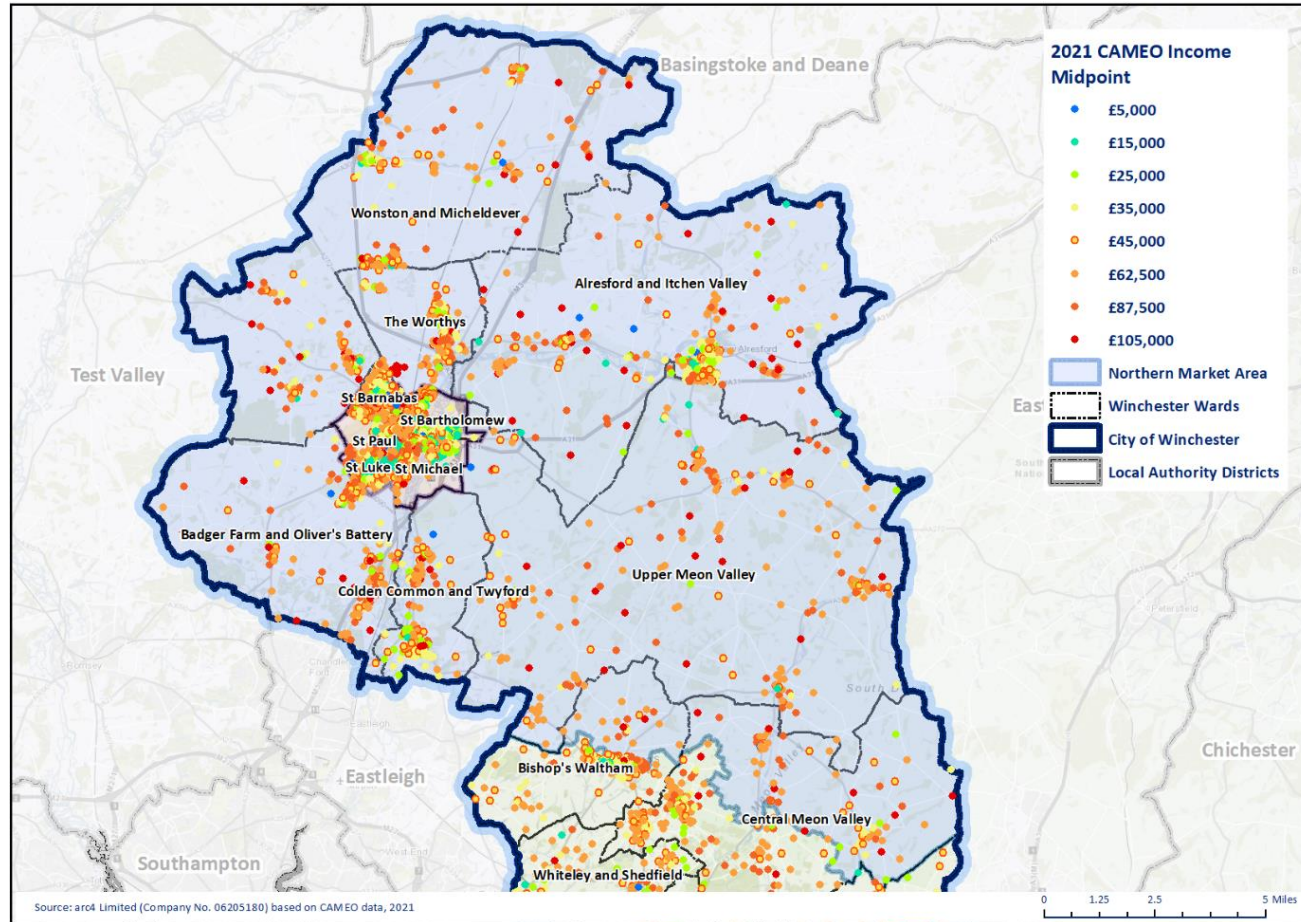 2021 CAMEO Income
Midpoint
£5,000
£15,000
£25,000
£35,000
£45,000
£62,500
£87,500
£105,000
Northern Market Area
Winchester Wards
City of Winchester
Local Authority Districts
Basingstoke and Deane
Wonston and Micheldever
Alresford and Itchen Valley
The Worthys
Test Valley
St Barnabas
St Bartholomew
St Paul
St Luke
St Michael
Badger Farm and Oliver's Battery
Upper Meon Valley
Colden Common and Twyford
Petersfield
Romsey
Eastleigh
Eastleigh
Bishop's Waltham
Central Meon Valley
Chichester
West End
Southampton
Whiteley and Shedfield
Source: arc4 Limited (Company No. 06205180) based on CAMEO data, 2021
0 1.25 2.5 5 Miles